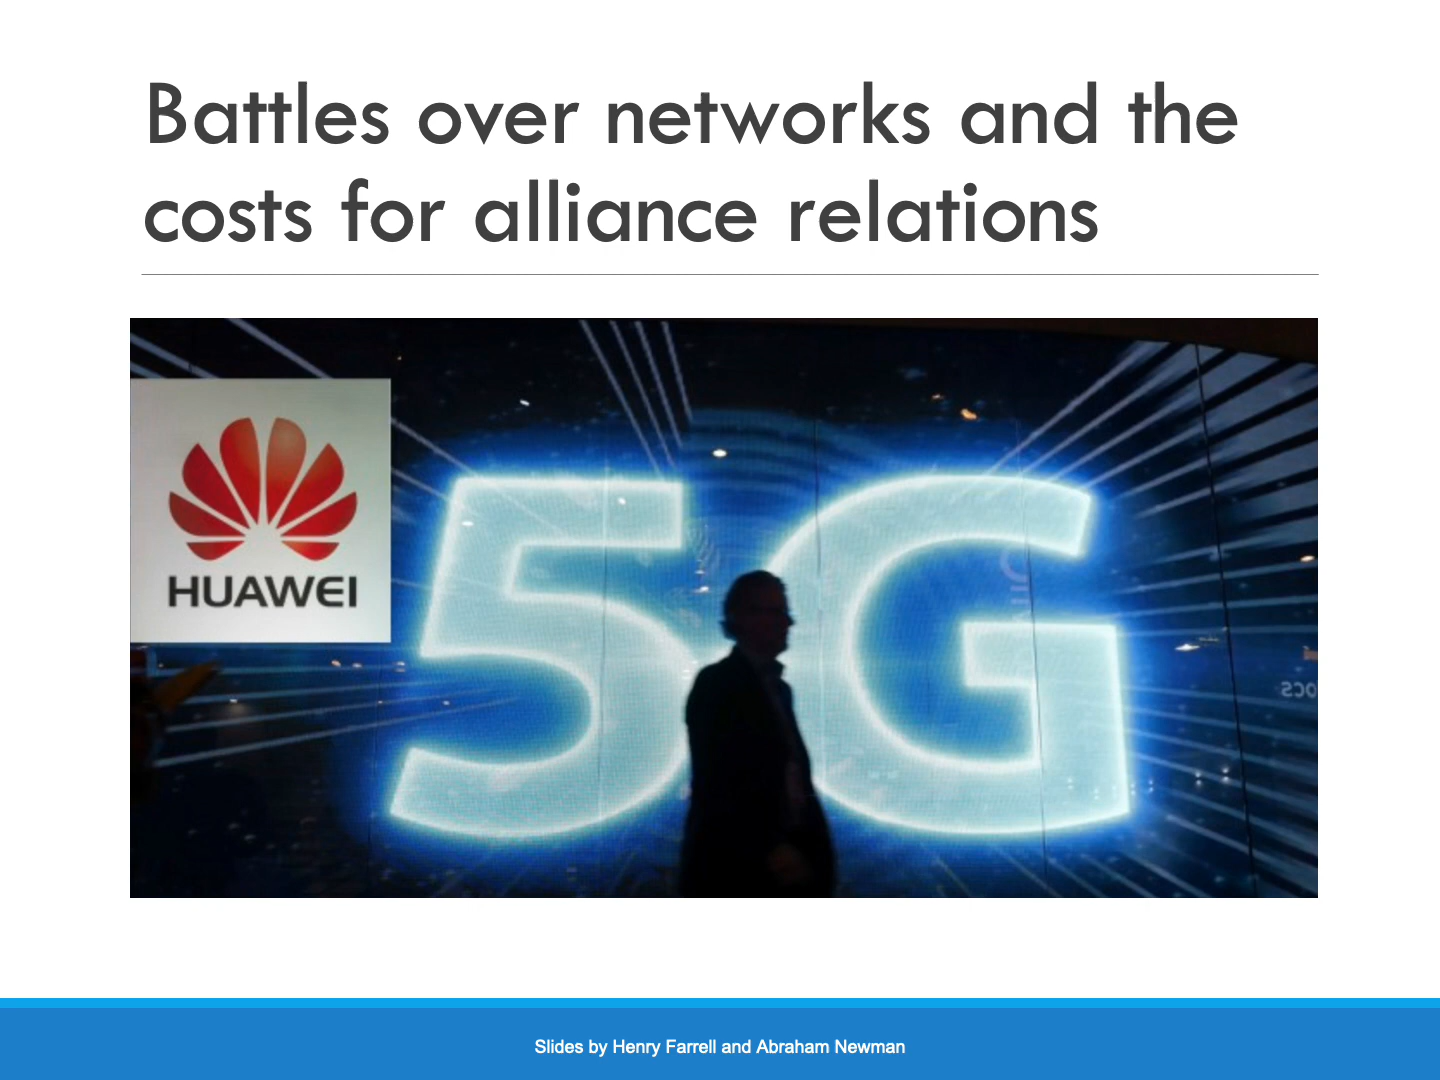 Battles over networks and the
costs for alliance relations
HUAWEI
5G
Slides by Henry Farrell and Abraham Newman